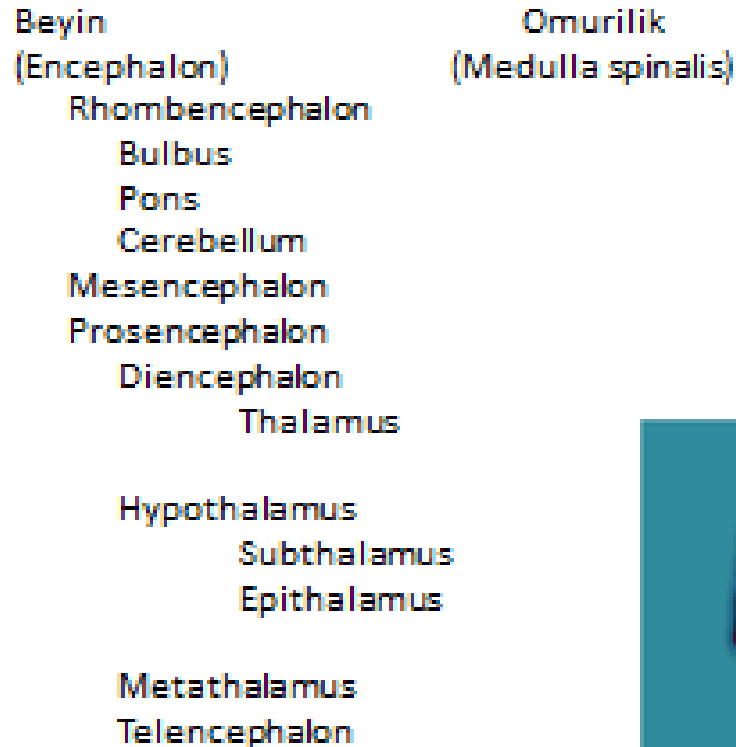 Beyin Omurilik
(Encephalon) (Medulla spinalis)
Rhombencephalon
Bulbus
Pons
Cerebellum
Mesencephalon
Prosencephalon
Diencephalon
Thalamus
Hypothalamus
Subthalamus
Epithalamus
Metathalamus
Telencephalon